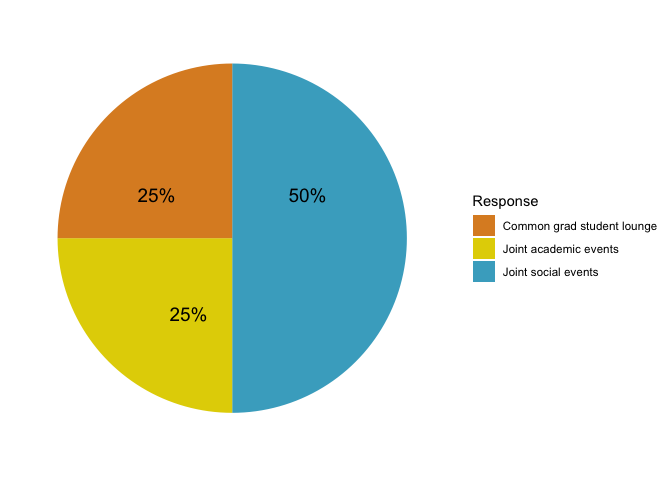 25%
50%
25%
Response
Common grad student lounge
Joint academic events
Joint social events